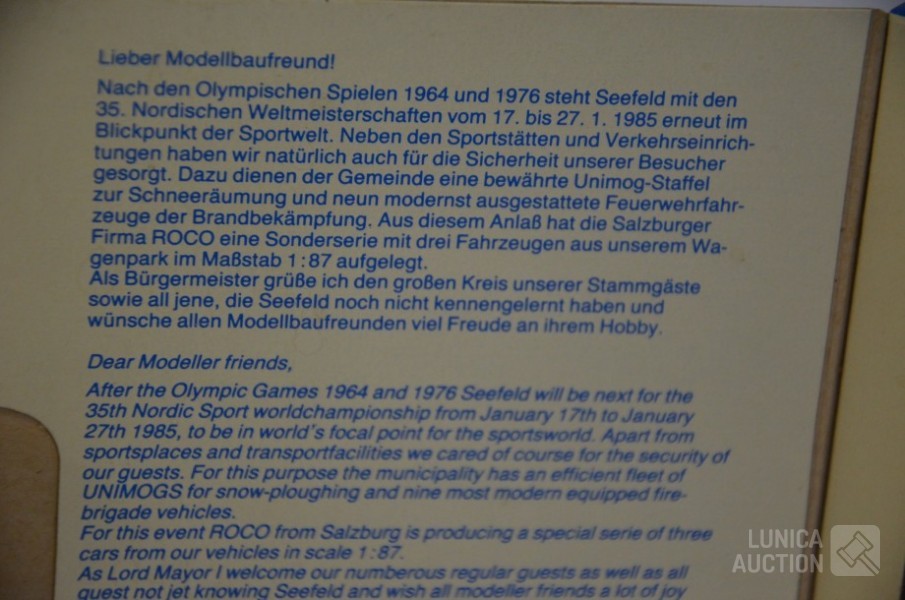 Lieber Modellbaufreund!
Nach den Olympischen Spielen 1964 und 1976 steht Seefeld mit den
35. Nordischen Weltmeisterschaften vom 17. bis 27. 1. 1985 erneut im
Blickpunkt der Sportwelt. Neben den Sportstätten und Verkehrseinrich-
tungen haben wir natürlich auch für die Sicherheit unserer Besucher
gesorgt. Dazu dienen der Gemeinde eine bewährte Unimog-Staffel
zur Schneeräumung und neun modernst ausgestattete Feuerwehrfahr-
zeuge der Brandbekämpfung. Aus diesem Anlaß hat die Salzburger
Firma ROCO eine Sonderserie mit drei Fahrzeugen aus unserem Wa-
genpark im Maßstab 1:87 aufgelegt.
Als Bürgermeister grüße ich den großen Kreis unserer Stammgäste
sowie all jene, die Seefeld noch nicht kennengelernt haben und
wünsche allen Modellbaufreunden viel Freude an ihrem Hobby.
Dear Modeller friends,
After the Olympic Games 1964 and 1976 Seefeld will be next for the
35th Nordic Sport worldchampionship from January 17th to January
27th 1985, to be in world's focal point for the sportsworld. Apart from
sportsplaces and transportfacilities we cared of course for the security of
our guests. For this purpose the municipality has an efficient fleet of
UNIMOGS for snow-ploughing and nine most modern equipped fire-
brigade vehicles.
For this event ROCO from Salzburg is producing a special serie of three
cars from our vehicles in scale 1:87.
As Lord Mayor I welcome our numberous regular guests as well as all
guest not jet knowing Seefeld and wish all modeller friends a lot of joy
LUNICA
AUCTION